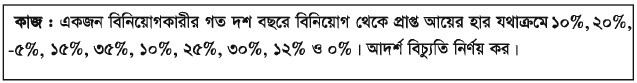 কাজ : একজন বিনিয়োগকারীর গত দশ বছরে বিনিয়োগ থেকে প্রাপ্ত আয়ের হার যথাক্রমে ১০%, ২০%,
-৫%, ১৫%, ৩৫%, ১০%, ২৫%, ৩০%, ১২% ও ০% । আদর্শ বিচ্যুতি নির্ণয় কর ।